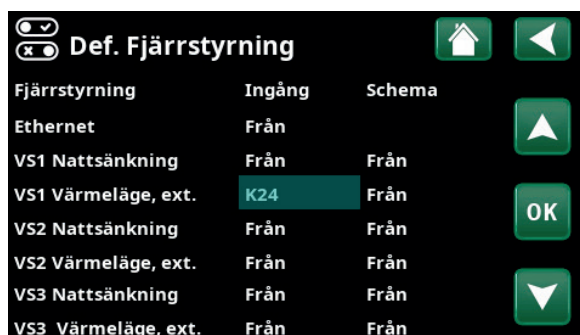 Def. Fjärrstyrning
Fjärrstyrning Ingång Schema
Ethernet Från
VS1 Nattsänkning Från Från
VS1 Värmeläge, ext. K24 Från
OK
VS2 Nattsänkning Från Från
VS2 Värmeläge, ext. Från Från
VS3 Nattsänkning Från Från
VS3 Värmeläge, ext. Från Från